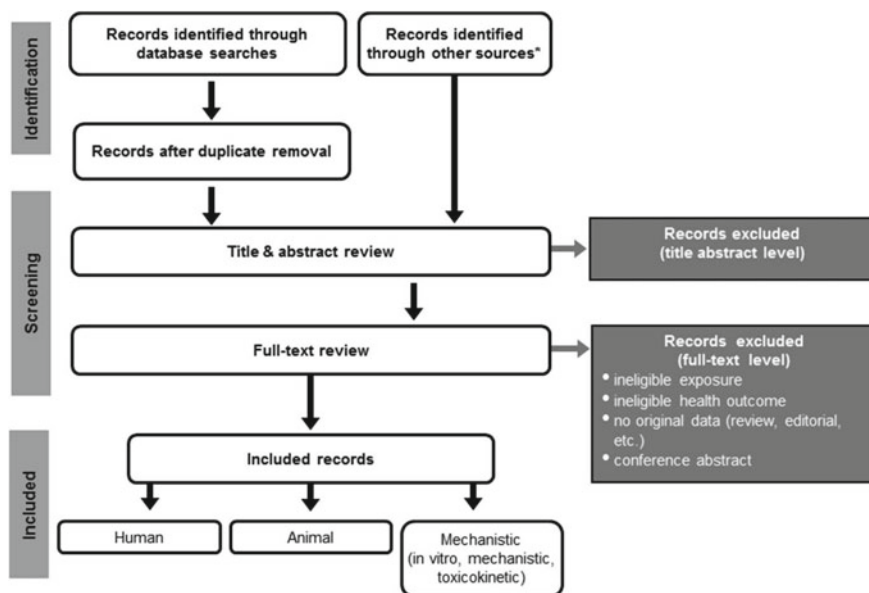 Identification
Records identified through
database searches
Records identified
through other sources*
Records after duplicate removal
Screening
Title & abstract review
Records excluded
(title abstract level)
Full-text review
Records excluded
(full-text level)
• ineligible exposure
• ineligible health outcome
• no original data (review, editorial,
etc.)
• conference abstract
Included
Included records
Human
Animal
Mechanistic
(in vitro, mechanistic,
toxicokinetic)